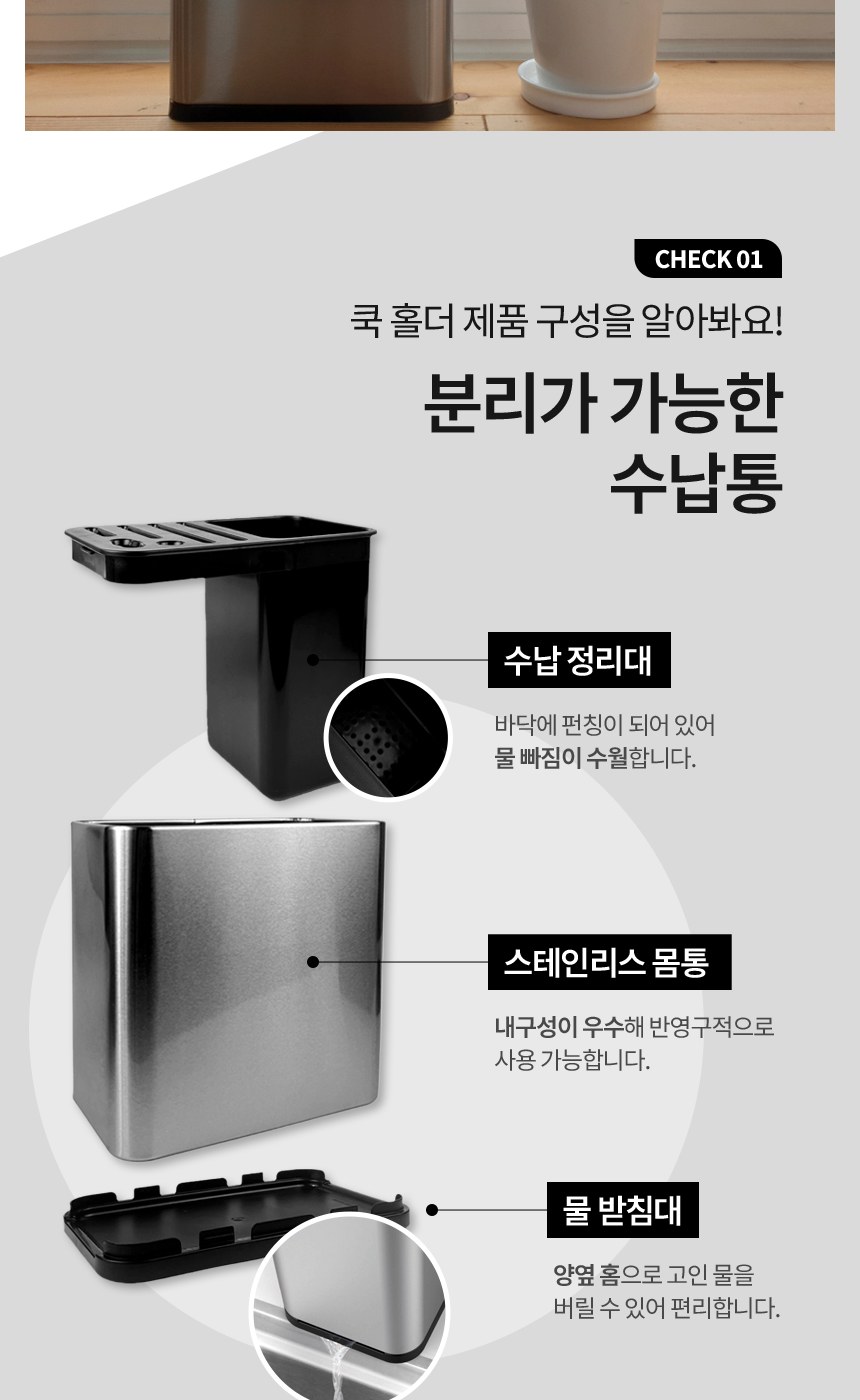 CHECK 01
쿡 홀더 제품 구성을 알아봐요!
분리가 가능한
수납통
수납 정리대
바닥에 펀칭이 되어 있어
물 빠짐이 수월합니다.
스테인리스 몸통
내구성이 우수해 반영구적으로
사용 가능합니다.
물 받침대
양옆 홈으로 고인 물을
버릴 수 있어 편리합니다.